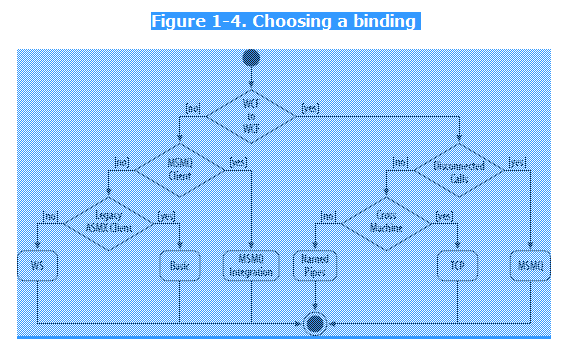 Figure 1-4. Choosing a binding
WCF
to
WCF
[no]
[yes]
MSMQ
Client
[no]
[yes]
Disconnected
Calls
[no]
[yes]
Legacy
ASMX Client
[no]
[yes]
Cross
Machine
[no]
[yes]
WS
Basic
MSMQ
Integration
Named
Pipes
TCP
MSMQ